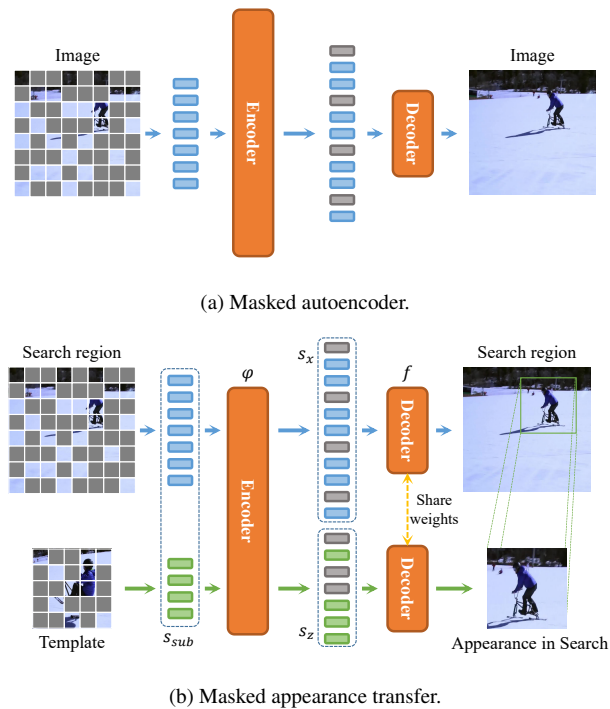 Image
Image
Encoder
Decoder
(a) Masked autoencoder.
Search region
Search region
φ
s_x
f
Encoder
Decoder
Share
weights
Decoder
Template
s_sub
s_z
Appearance in Search
(b) Masked appearance transfer.